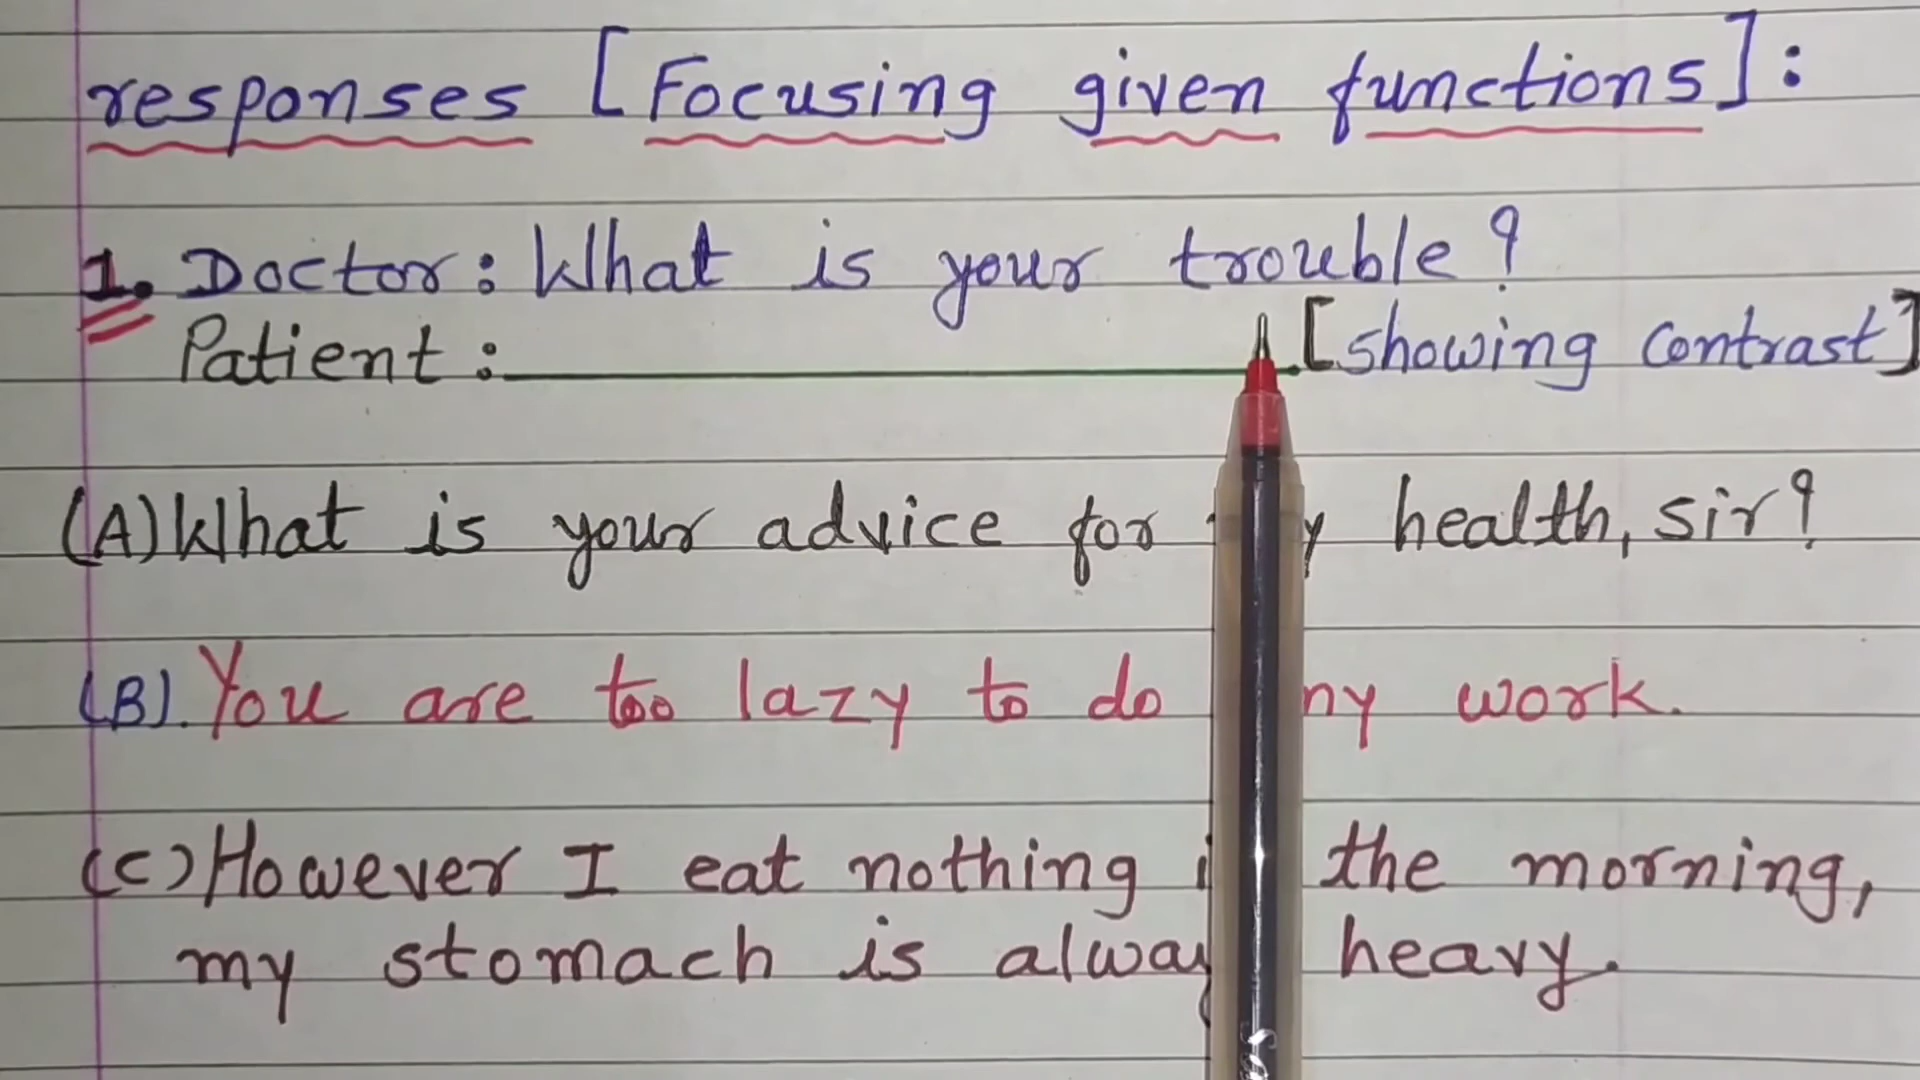 responses [Focusing given functions]:
1. Doctor: What is your trouble?
Patient: .[showing contrast]
(A) What is your advice for health, sir?
(B). You are too lazy to do work.
(C) However I eat nothing the morning,
my stomach is heavy.